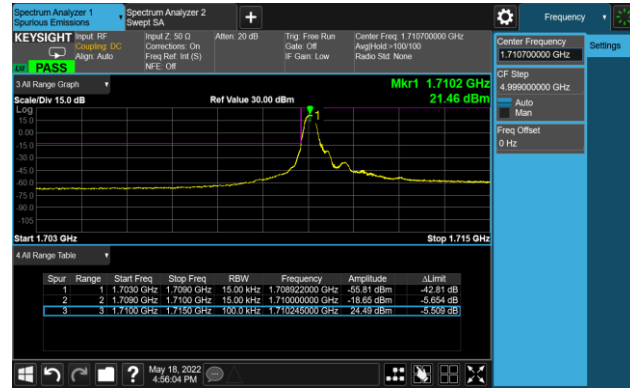 Spectrum Analyzer 1
Spurious Emissions
Spectrum Analyzer 2
Swept SA
Frequency
KEYSIGHT
Input: RF
Coupling: DC
Align: Auto
Input Z: 50 Ω
Corrections: On
Freq Ref: Int (S)
NFE: Off
Atten: 20 dB
Trig: Free Run
Gate: Off
IF Gain: Low
Center Freq: 1.710700000 GHz
Avg|Hold:>100/100
Radio Std: None
PASS
3 All Range Graph
Mkr1 1.7102 GHz
21.46 dBm
Scale/Div 15.0 dB
Ref Value 30.00 dBm
Log
15.0
0.00
-15.0
-30.0
-45.0
-60.0
-75.0
-90.0
-105
1
Start 1.703 GHz
Stop 1.715 GHz
4 All Range Table
Spur Range Start Freq Stop Freq RBW Frequency Amplitude ΔLimit
1 1 1.7030 GHz 1.7090 GHz 15.00 kHz 1.708922000 GHz -55.81 dBm -42.81 dB
2 2 1.7090 GHz 1.7100 GHz 15.00 kHz 1.710000000 GHz -18.65 dBm -5.654 dB
3 3 1.7100 GHz 1.7150 GHz 100.0 kHz 1.710245000 GHz 24.49 dBm -5.509 dB
May 18, 2022
4:56:04 PM
Center Frequency
1.710700000 GHz
Settings
CF Step
4.999000000 GHz
Auto
Man
Freq Offset
0 Hz